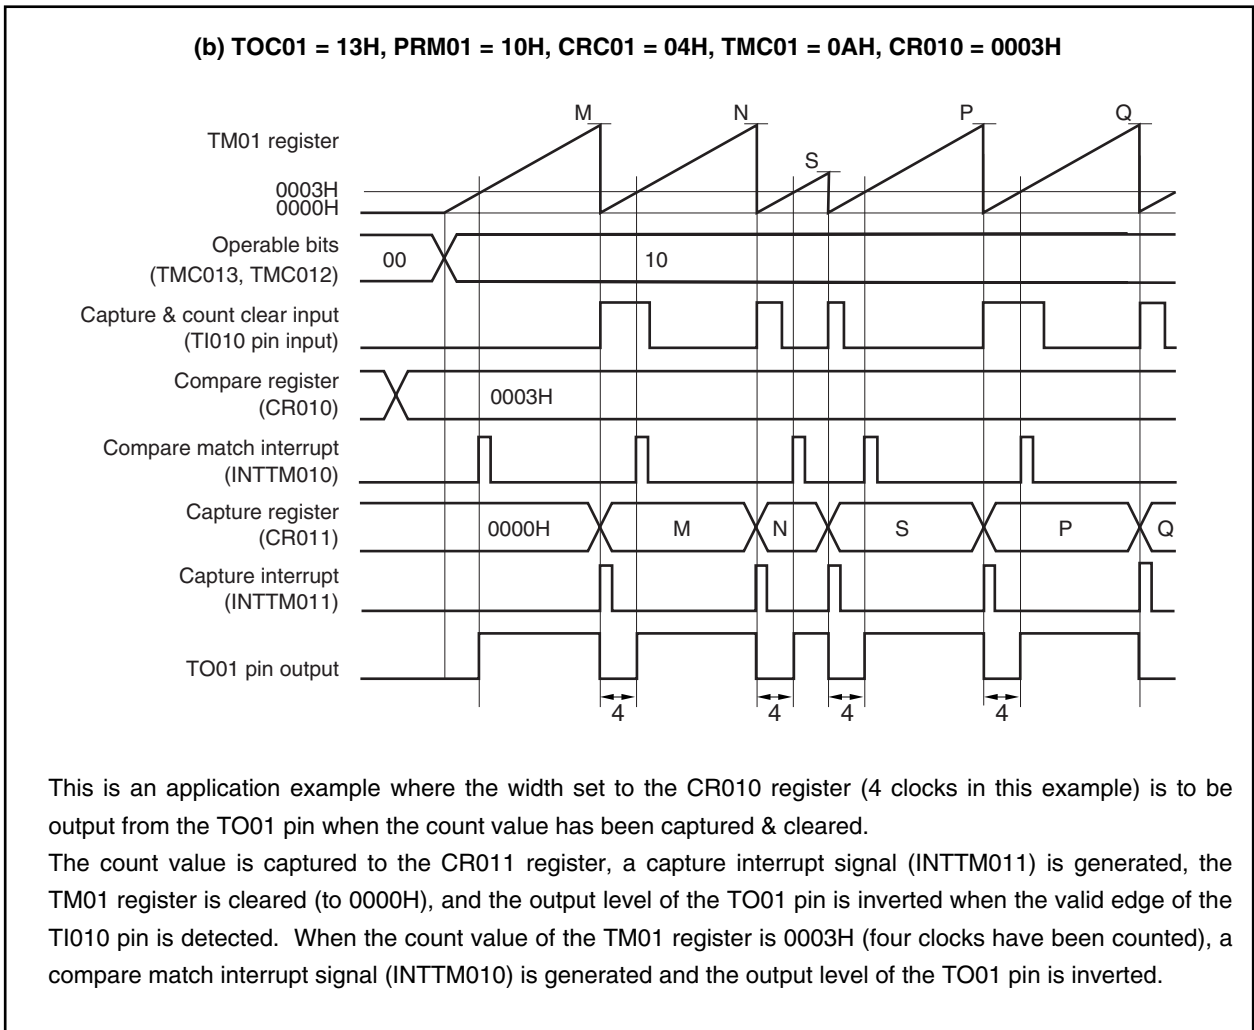 (b) TOC01 = 13H, PRM01 = 10H, CRC01 = 04H, TMC01 = 0AH, CR010 = 0003H
M
N
S
P
Q
TM01 register
0003H
0000H
Operable bits
(TMC013, TMC012)
00
10
Capture & count clear input
(TI010 pin input)
Compare register
(CR010)
0003H
Compare match interrupt
(INTTM010)
Capture register
(CR011)
0000H
M
N
S
P
Q
Capture interrupt
(INTTM011)
TO01 pin output
4
4
4
4
This is an application example where the width set to the CR010 register (4 clocks in this example) is to be
output from the TO01 pin when the count value has been captured & cleared.
The count value is captured to the CR011 register, a capture interrupt signal (INTTM011) is generated, the
TM01 register is cleared (to 0000H), and the output level of the TO01 pin is inverted when the valid edge of the
TI010 pin is detected. When the count value of the TM01 register is 0003H (four clocks have been counted), a
compare match interrupt signal (INTTM010) is generated and the output level of the TO01 pin is inverted.